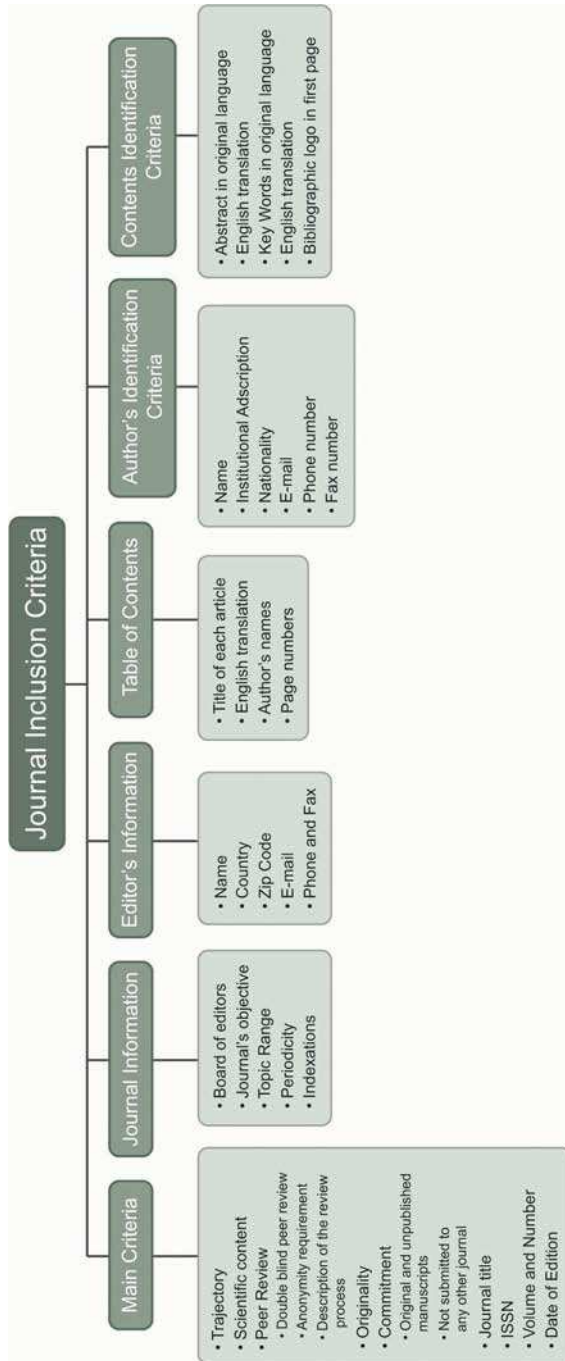 Journal Inclusion Criteria
Main Criteria
• Trajectory
• Scientific content
• Peer Review
• Double blind peer review
• Anonymity requirement
• Description of the review
process
• Originality
• Commitment
• Original and unpublished
manuscripts
• Not submitted to
any other journal
• Journal title
• ISSN
• Volume and Number
• Date of Edition
Journal Information
• Board of editors
• Journal's objective
• Topic Range
• Periodicity
• Indexations
Editor's Information
• Name
• Country
• Zip Code
• E-mail
• Phone and Fax
Table of Contents
• Title of each article
• English translation
• Author's names
• Page numbers
Author's Identification
Criteria
• Name
• Institutional Adscription
• Nationality
• E-mail
• Phone number
• Fax number
Contents Identification
Criteria
• Abstract in original language
• English translation
• Key Words in original language
• English translation
• Bibliographic logo in first page